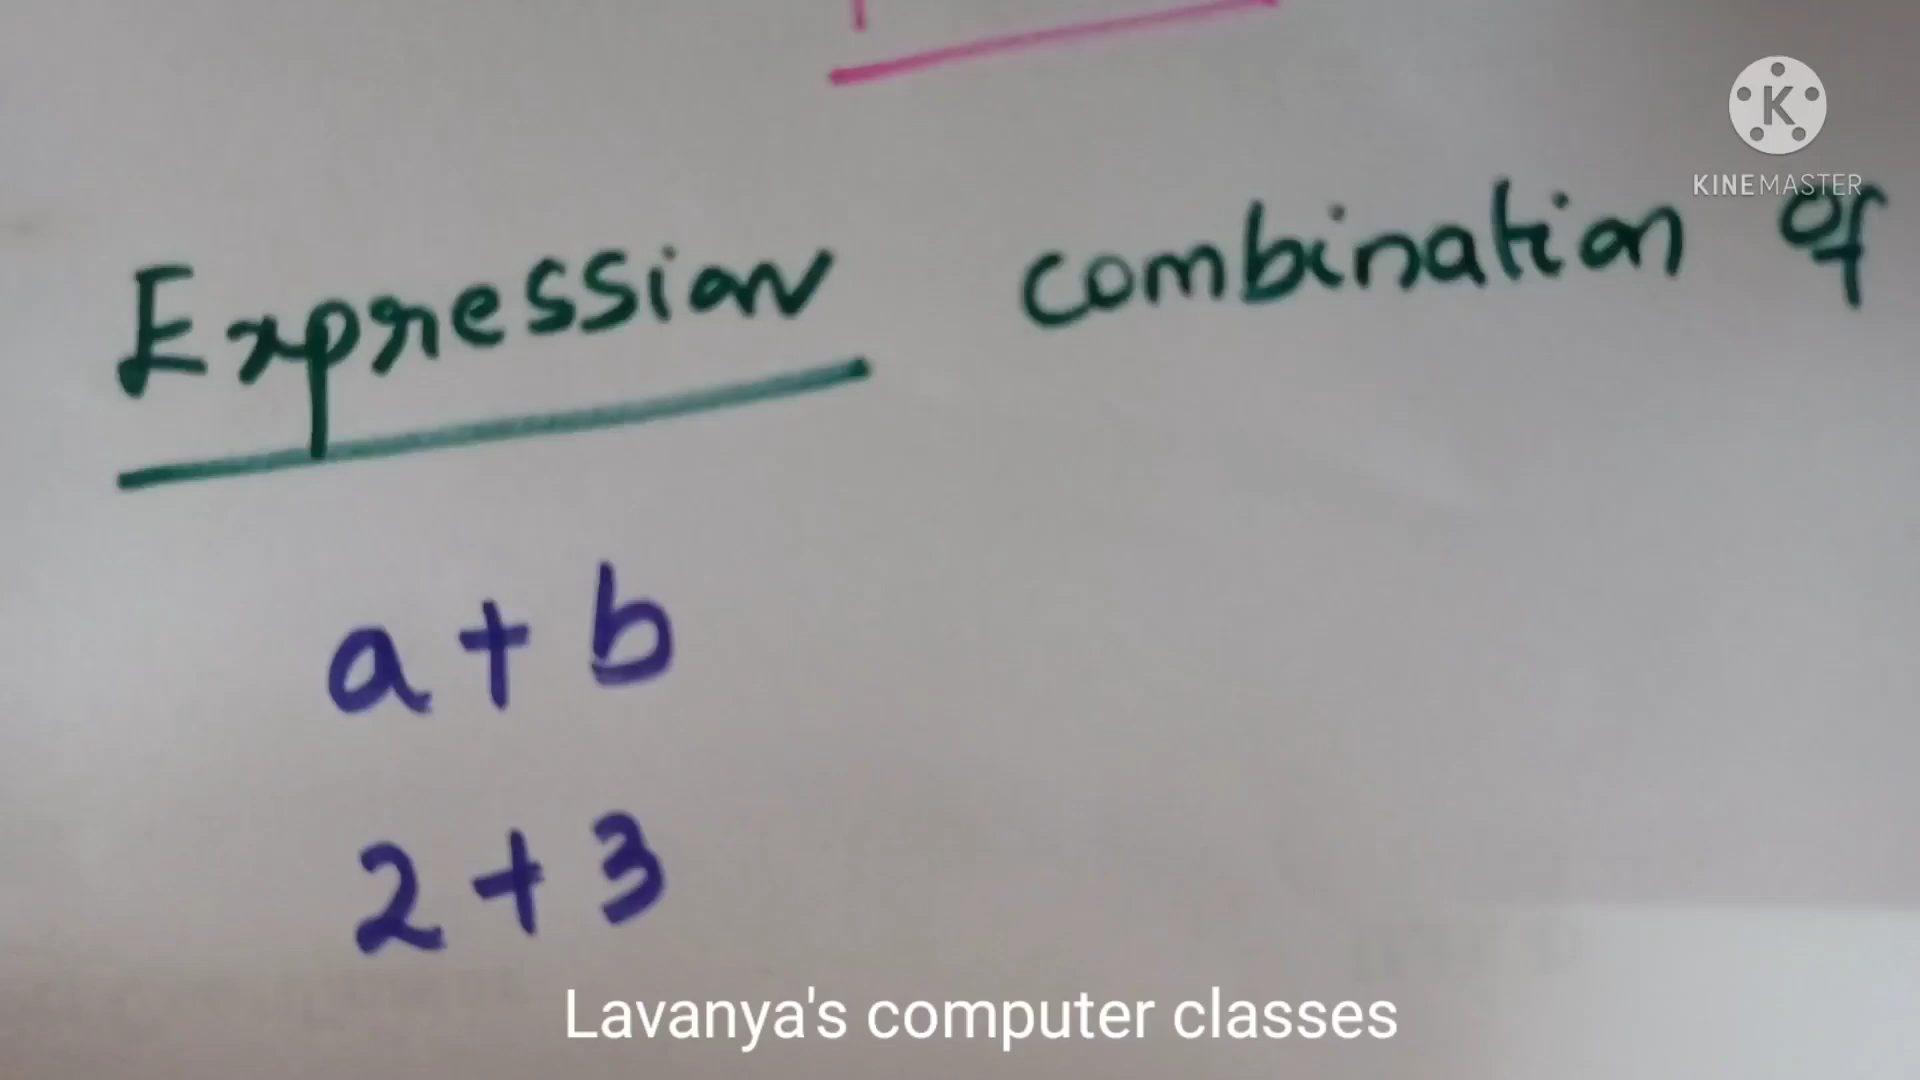 KINEMASTER
Expression combination of
a + b
2 + 3
Lavanya's computer classes